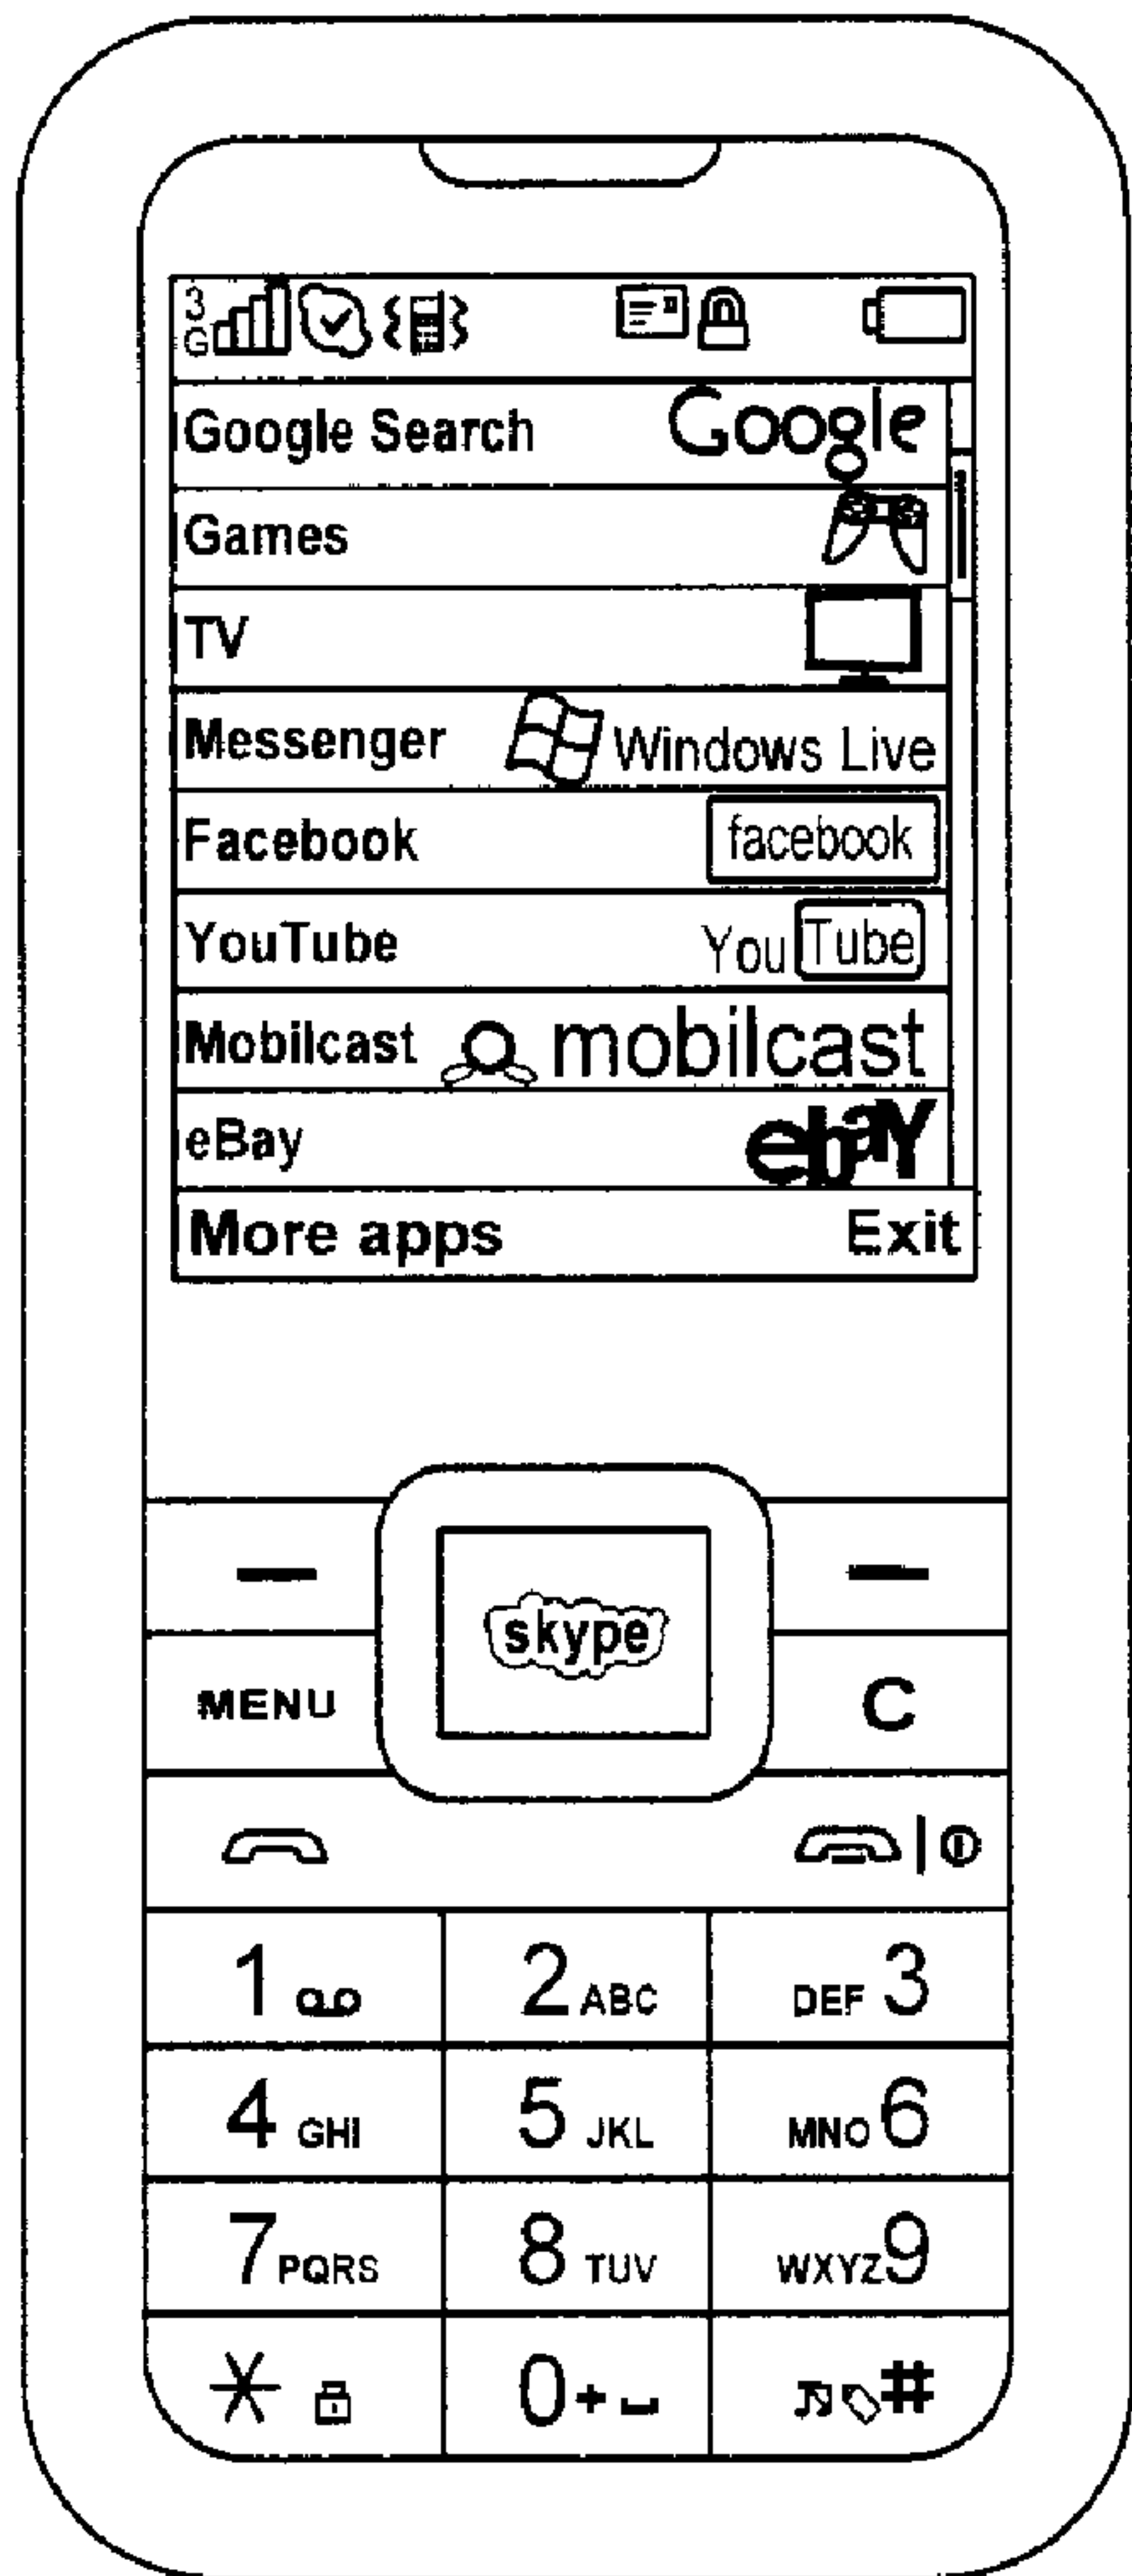 3G
Google Search Google
Games
TV
Messenger Windows Live
Facebook facebook
YouTube YouTube
Mobilcast mobilcast
eBay ebaY
More apps Exit
skype
MENU C
1 2 ABC DEF 3
4 GHI 5 JKL MNO 6
7 PQRS 8 TUV WXYZ 9
* 0 + #